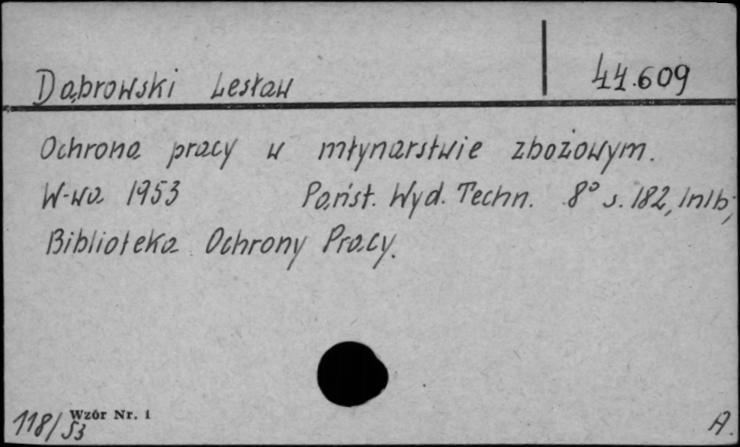 Dąbrowski Lesław 44.609
Ochrona pracy w młynarstwie zbożowym.
W-wa 1953 Państ. Wyd. Techn. 8° s. 182, 1nlb,
Biblioteka Ochrony Pracy.
118/53 Wzór Nr. 1 A.